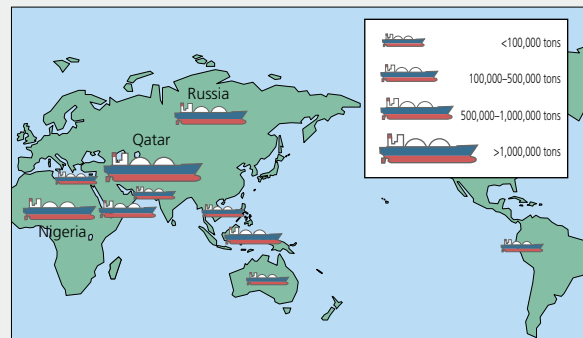 Russia
Qatar
Nigeria
<100,000 tons
100,000–500,000 tons
500,000–1,000,000 tons
>1,000,000 tons